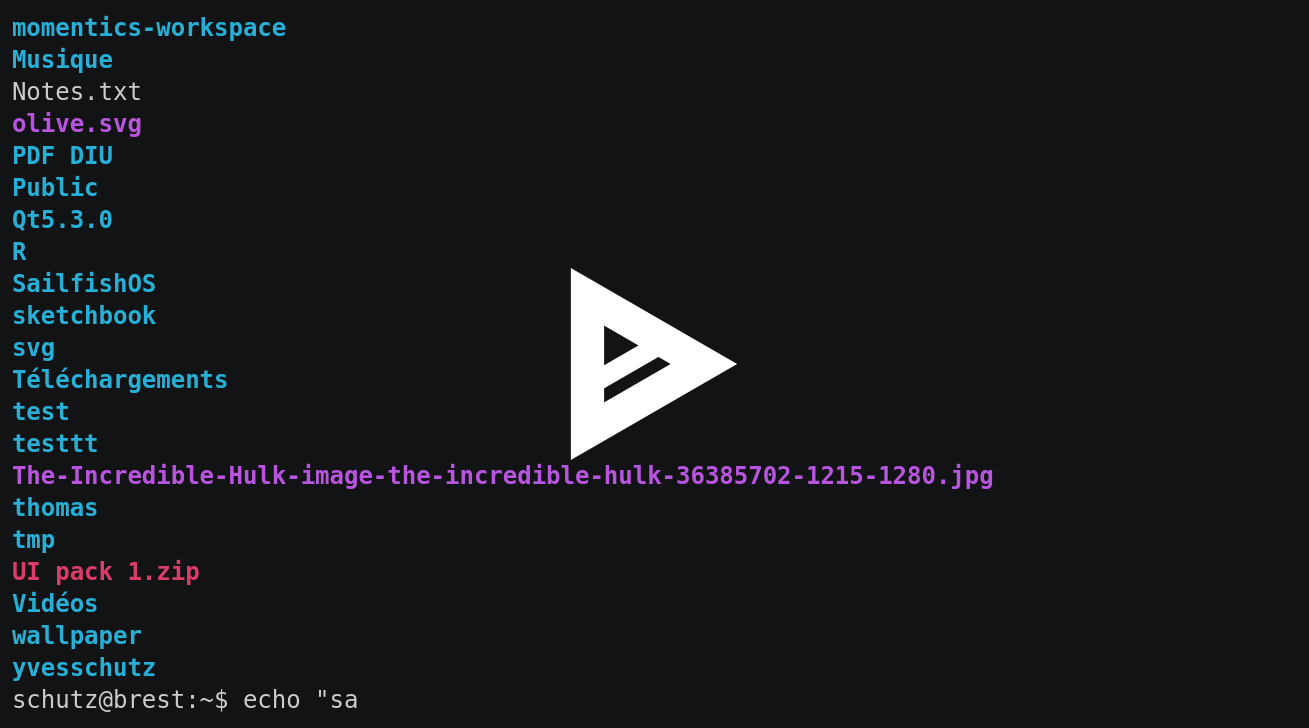 momentics-workspace
Musique
Notes.txt
olive.svg
PDF DIU
Public
Qt5.3.0
R
SailfishOS
sketchbook
svg
Téléchargements
test
testtt
The-Incredible-Hulk-image-the-incredible-hulk-36385702-1215-1280.jpg
thomas
tmp
UI pack 1.zip
Vidéos
wallpaper
yvesschutz
schutz@brest:~$ echo "sa